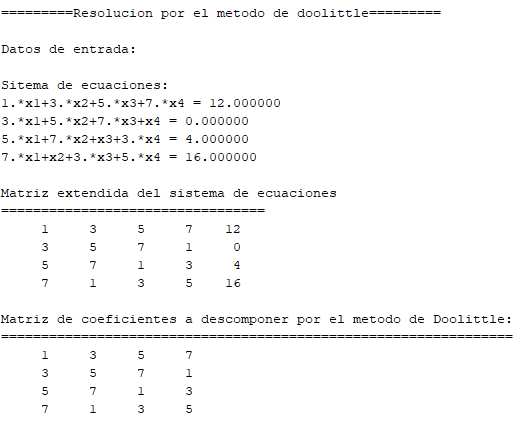 =========Resolucion por el metodo de doolittle=========
Datos de entrada:
Sitema de ecuaciones:
1.*x1+3.*x2+5.*x3+7.*x4 = 12.000000
3.*x1+5.*x2+7.*x3+x4 = 0.000000
5.*x1+7.*x2+x3+3.*x4 = 4.000000
7.*x1+x2+3.*x3+5.*x4 = 16.000000
Matriz extendida del sistema de ecuaciones
=================================
1 3 5 7 12
3 5 7 1 0
5 7 1 3 4
7 1 3 5 16
Matriz de coeficientes a descomponer por el metodo de Doolittle:
================================================================
1 3 5 7
3 5 7 1
5 7 1 3
7 1 3 5